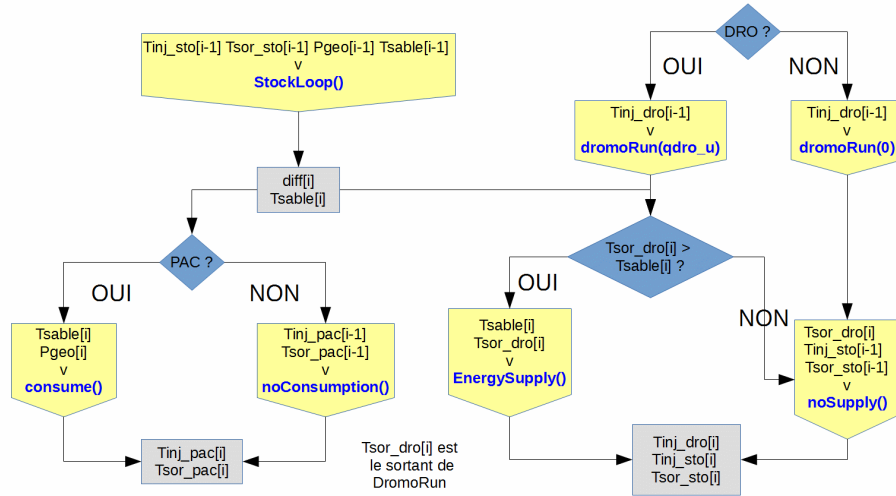 Tinj_sto[i-1] Tsor_sto[i-1] Pgeo[i-1] Tsable[i-1]
v
StockLoop()
DRO ?
OUI
NON
Tinj_dro[i-1]
v
dromoRun(qdro_u)
Tinj_dro[i-1]
v
dromoRun(0)
diff[i]
Tsable[i]
PAC ?
OUI
NON
Tsor_dro[i] >
Tsable[i] ?
OUI
NON
Tsable[i]
Pgeo[i]
v
consume()
Tinj_pac[i-1]
Tsor_pac[i-1]
v
noConsumption()
Tsable[i]
Tsor_dro[i]
v
EnergySupply()
Tsor_dro[i]
Tinj_sto[i-1]
Tsor_sto[i-1]
v
noSupply()
Tinj_pac[i]
Tsor_pac[i]
Tsor_dro[i] est
le sortant de
DromoRun
Tinj_dro[i]
Tinj_sto[i]
Tsor_sto[i]